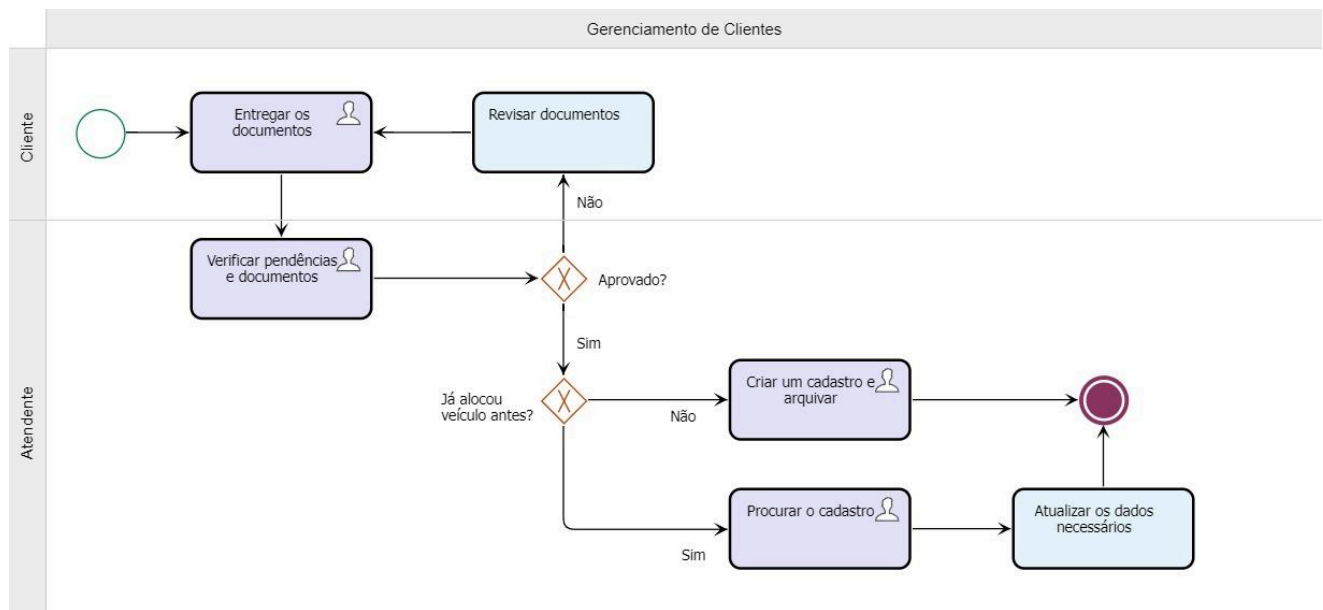 Gerenciamento de Clientes
Cliente
Entregar os
documentos
Revisar documentos
Não
Atendente
Verificar pendências
e documentos
Aprovado?
Sim
Já alocou
veículo antes?
Não
Criar um cadastro e
arquivar
Sim
Procurar o cadastro
Atualizar os dados
necessários